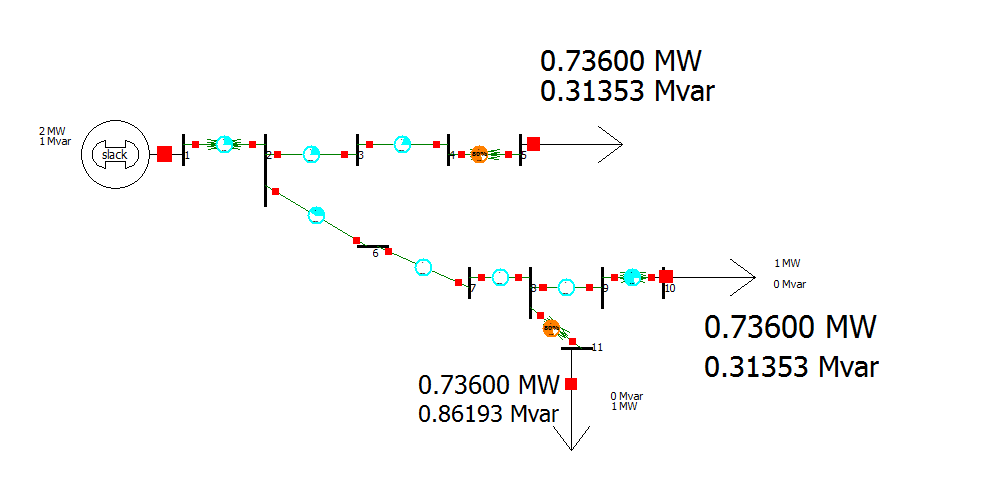 0.73600 MW
0.31353 Mvar
2 MW
1 Mvar
slack
1
2
3
4
80%
5
6
7
8
9
10
1 MW
0 Mvar
0.73600 MW
0.31353 Mvar
80%
11
0.73600 MW
0.86193 Mvar
0 Mvar
1 MW